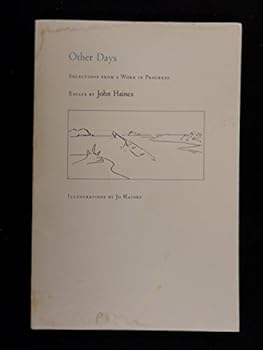 Other Days
Selections from a Work in Progress
Essays by John Haines
Illustrations by Jo Haines